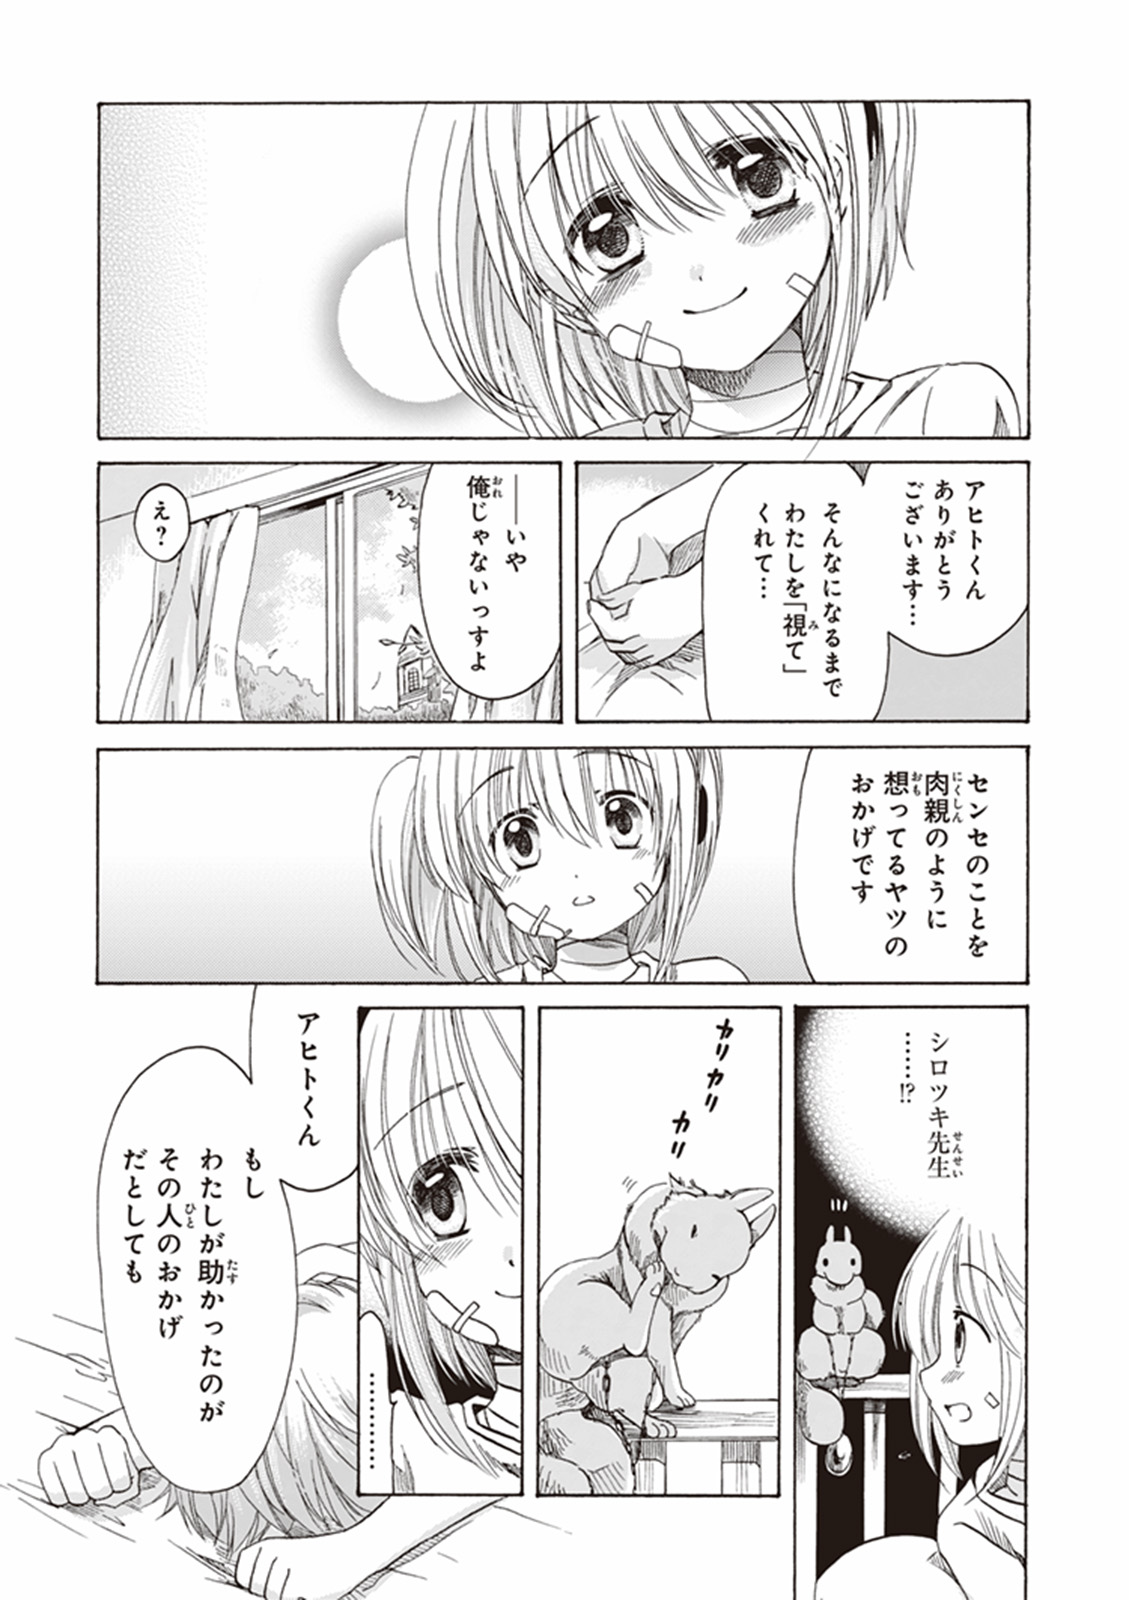 アヒトくん
ありがとう
ございます…
そんなになるまで
わたしを「視て」
くれて…
――いや
俺じゃないっすよ
え?
センセのことを
肉親のように
想ってるヤツの
おかげです
シロツキ先生
……!?
カリカリ
カリ
…………
アヒトくん
もし
わたしが助かったのが
その人のおかげ
だとしても